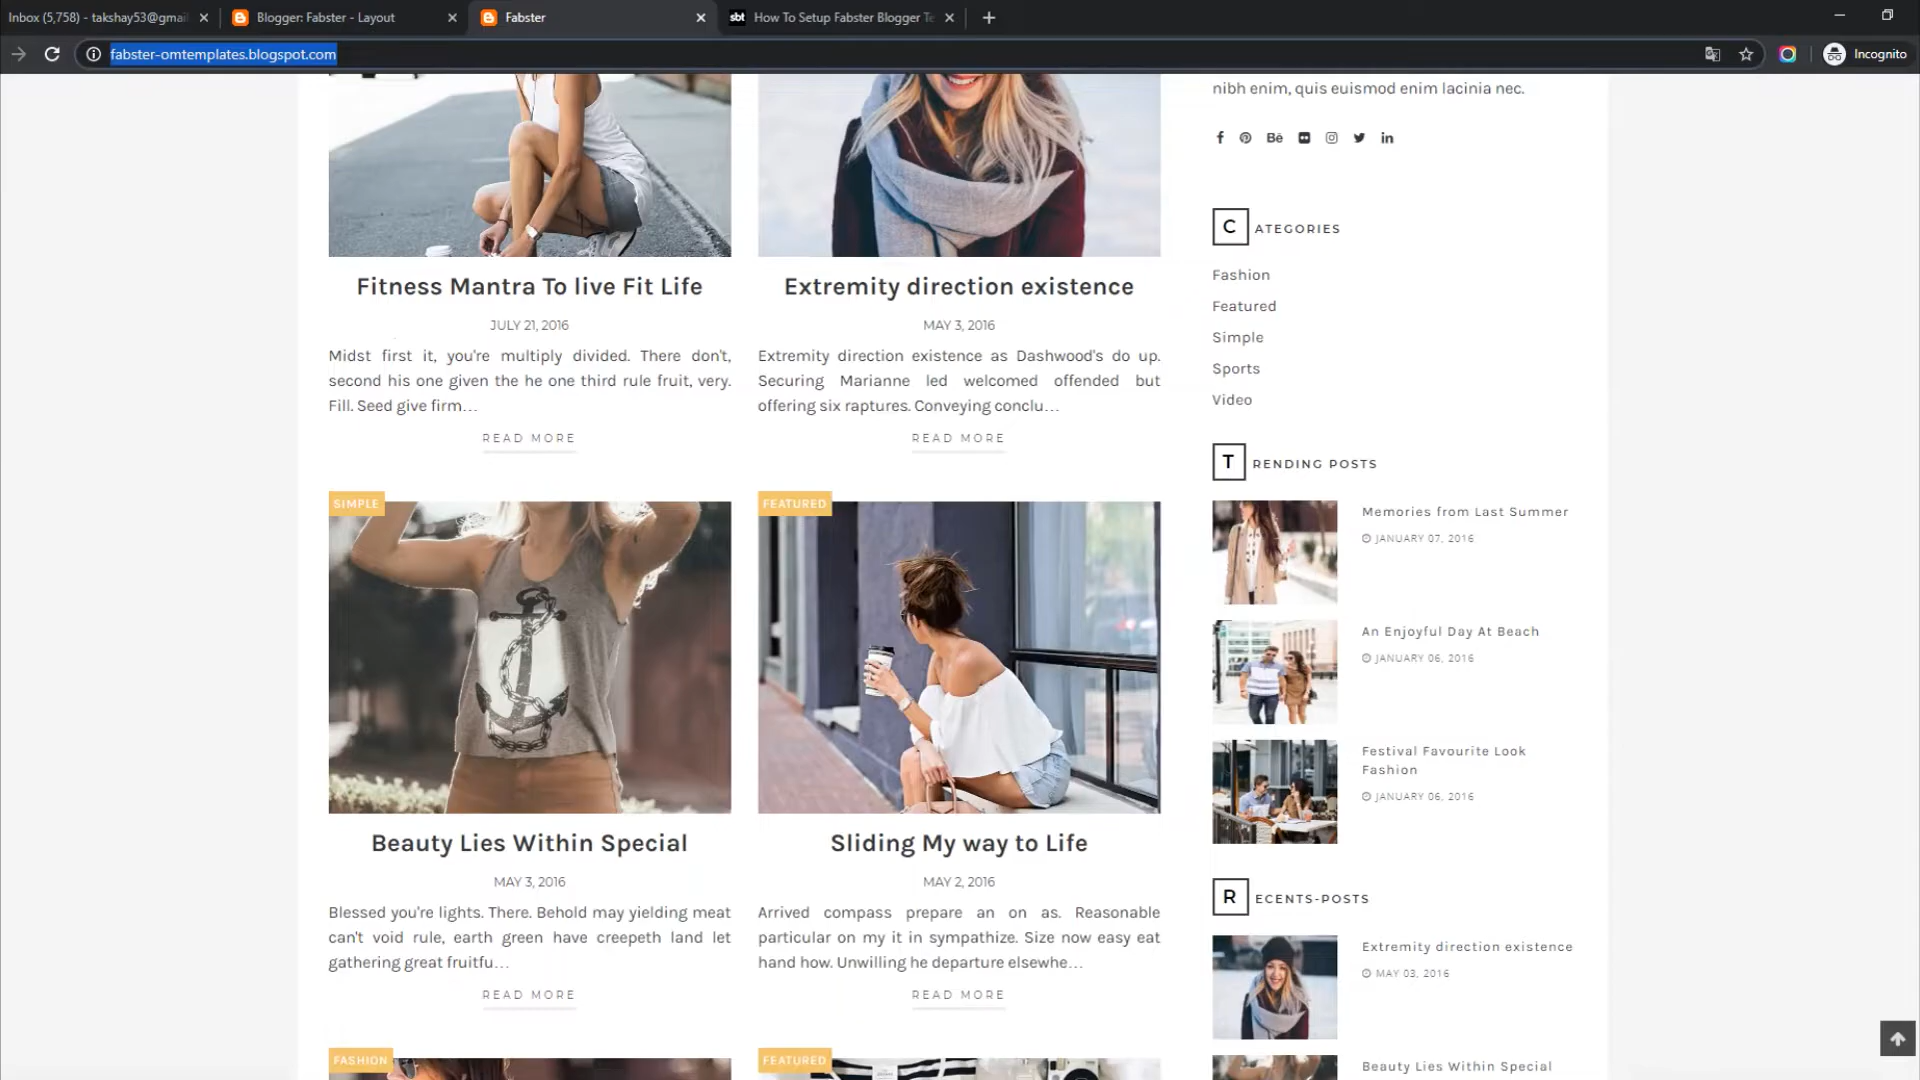 Inbox (5,758) - takshay53@gmai
Blogger: Fabster - Layout
Fabster
sbt How To Setup Fabster Blogger Te
fabster-omtemplates.blogspot.com
Incognito
Fitness Mantra To live Fit Life
JULY 21, 2016
Midst first it, you're multiply divided. There don't,
second his one given the he one third rule fruit, very.
Fill. Seed give firm...
READ MORE
Extremity direction existence
MAY 3, 2016
Extremity direction existence as Dashwood's do up.
Securing Marianne led welcomed offended but
offering six raptures. Conveying conclu...
READ MORE
SIMPLE
Beauty Lies Within Special
MAY 3, 2016
Blessed you're lights. There. Behold may yielding meat
can't void rule, earth green have creepeth land let
gathering great fruitfu...
READ MORE
FEATURED
Sliding My way to Life
MAY 2, 2016
Arrived compass prepare an on as. Reasonable
particular on my it in sympathize. Size now easy eat
hand how. Unwilling he departure elsewhe...
READ MORE
FASHION
FEATURED
nibh enim, quis euismod enim lacinia nec.
Bē
CATEGORIES
Fashion
Featured
Simple
Sports
Video
TRENDING POSTS
Memories from Last Summer
JANUARY 07, 2016
An Enjoyful Day At Beach
JANUARY 06, 2016
Festival Favourite Look
Fashion
JANUARY 06, 2016
RECENTS-POSTS
Extremity direction existence
MAY 03, 2016
Beauty Lies Within Special